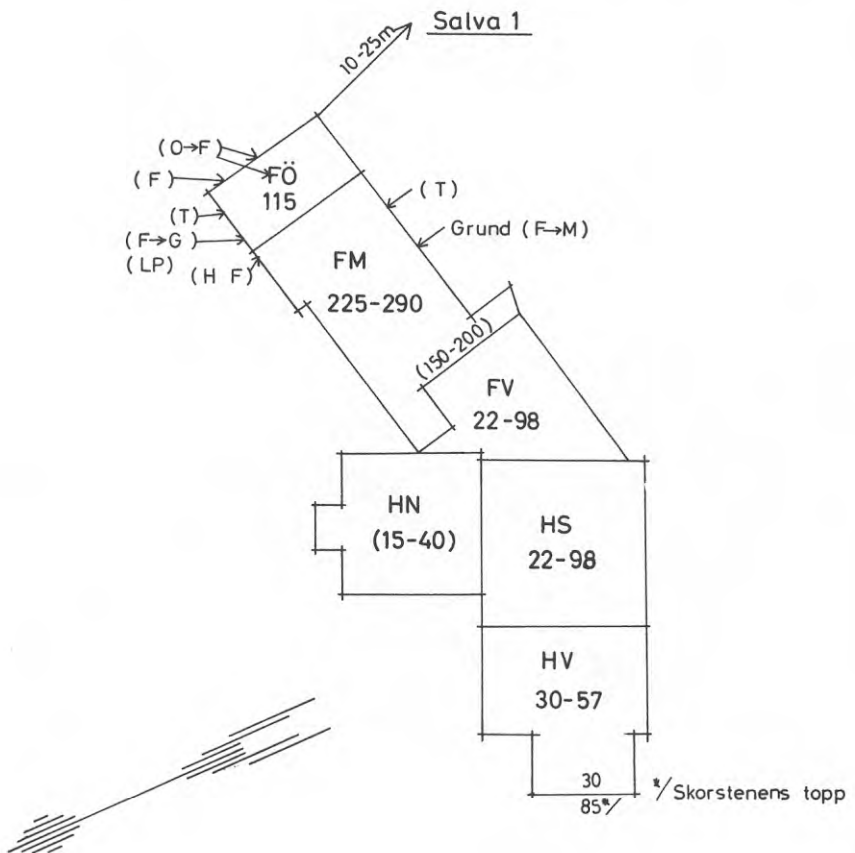 Salva 1
10-25m
(O→F)
(F)
FÖ
115
(T)
(T)
(F→G)
Grund (F→M)
(LP)
(H F)
FM
225-290
(150-200)
FV
22-98
HN
(15-40)
HS
22-98
HV
30-57
30
85*/
*/Skorstenens topp